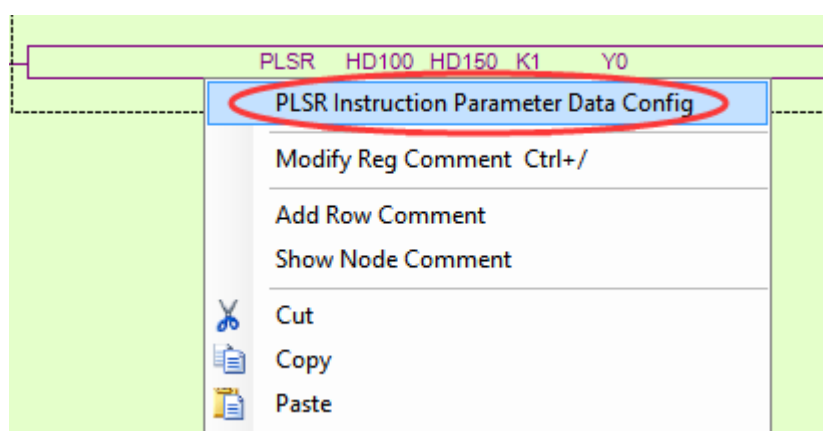 PLSR HD100 HD150 K1 Y0
PLSR Instruction Parameter Data Config
Modify Reg Comment Ctrl+/
Add Row Comment
Show Node Comment
Cut
Copy
Paste